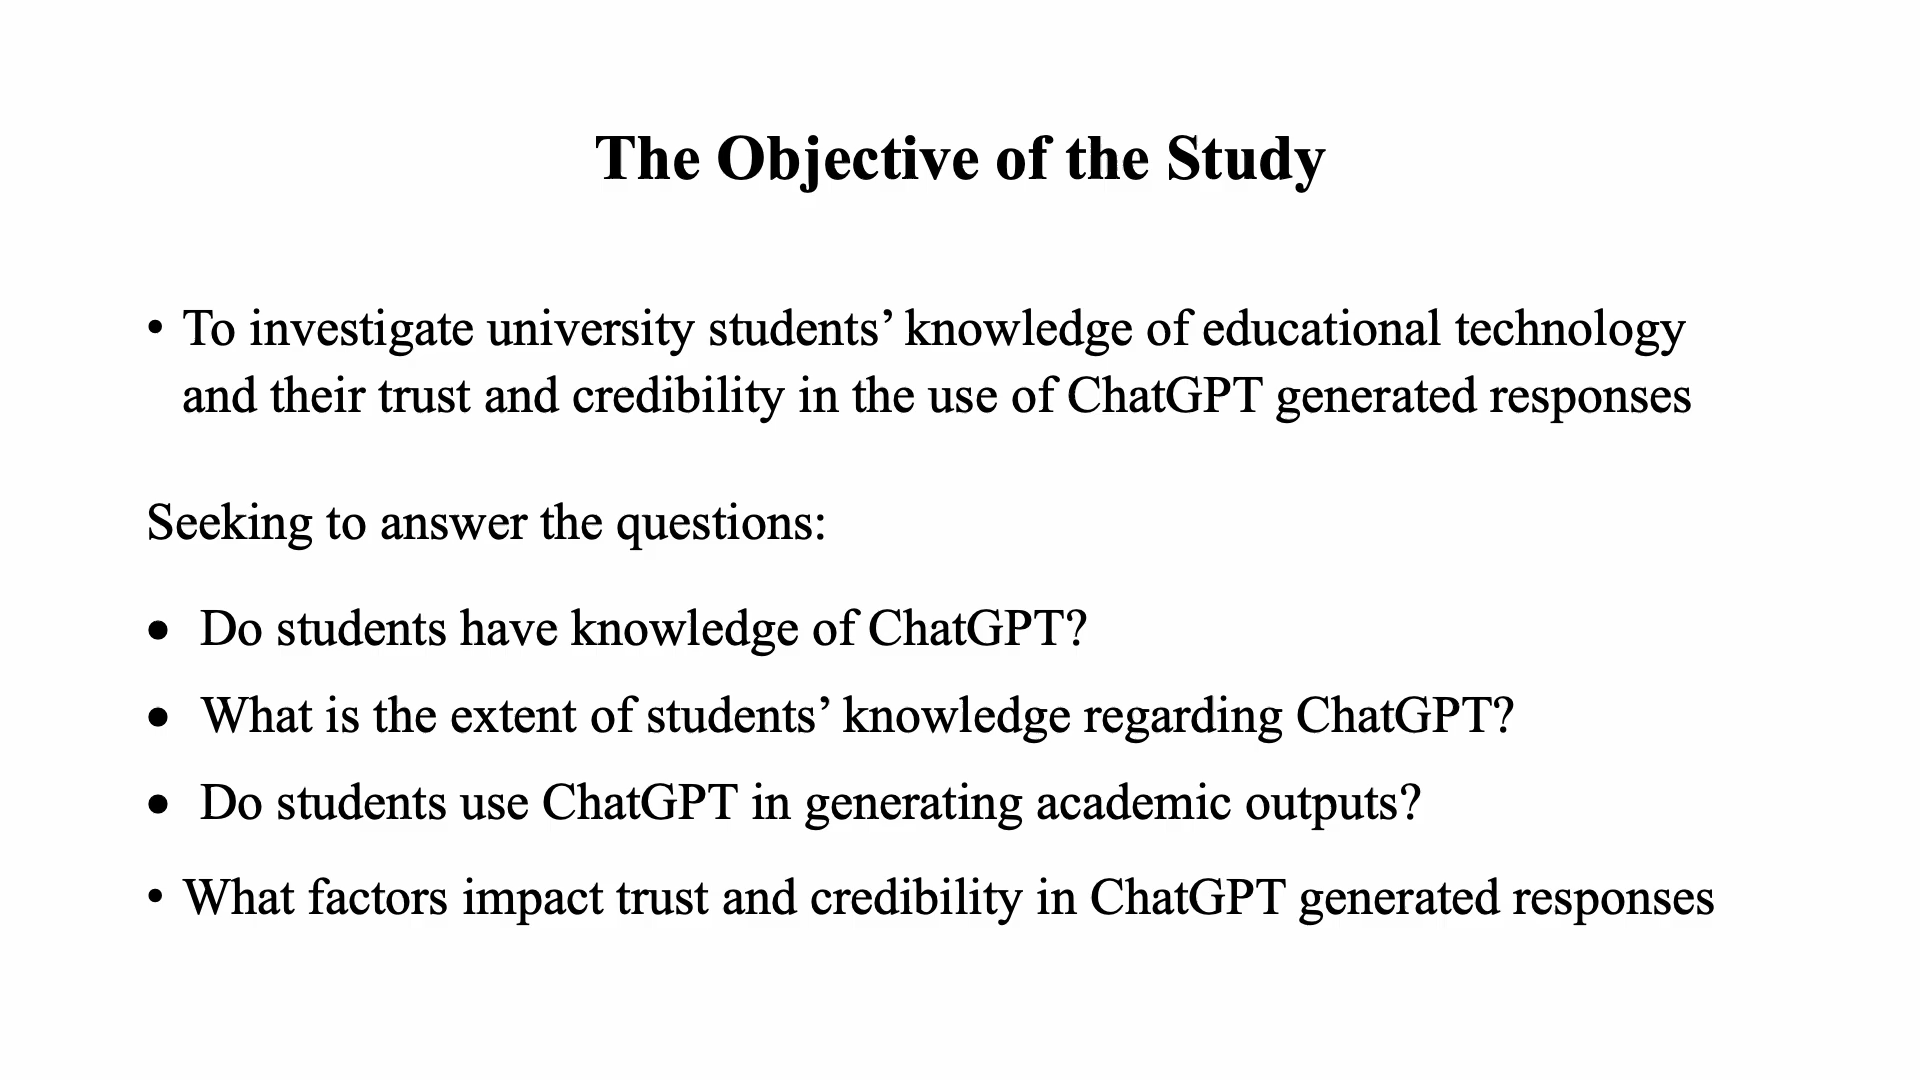 The Objective of the Study
• To investigate university students’ knowledge of educational technology
and their trust and credibility in the use of ChatGPT generated responses
Seeking to answer the questions:
• Do students have knowledge of ChatGPT?
• What is the extent of students’ knowledge regarding ChatGPT?
• Do students use ChatGPT in generating academic outputs?
• What factors impact trust and credibility in ChatGPT generated responses